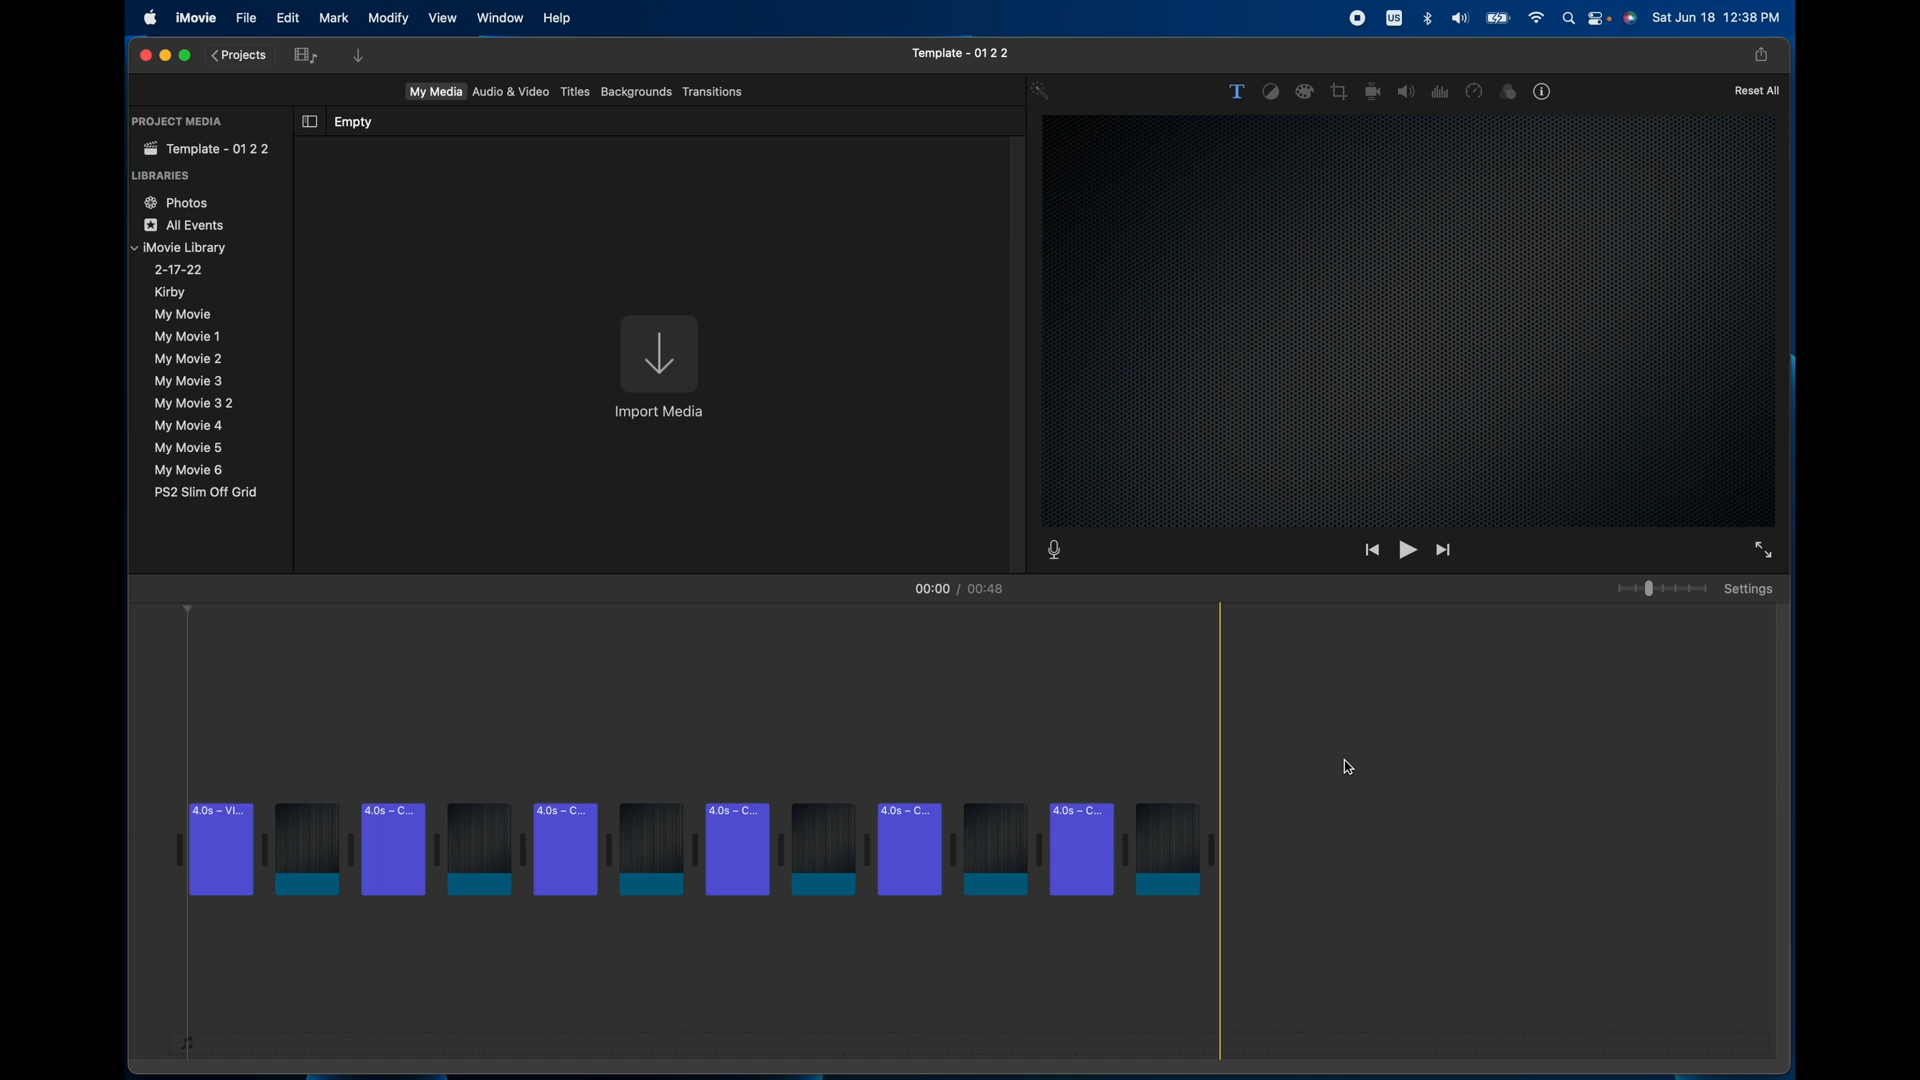 iMovie File Edit Mark Modify View Window Help US Sat Jun 18 12:38 PM
Projects Template - 01 2 2
My Media Audio & Video Titles Backgrounds Transitions T Reset All
PROJECT MEDIA Empty
Template - 01 2 2
LIBRARIES
Photos
All Events
iMovie Library
2-17-22
Kirby
My Movie
My Movie 1
My Movie 2
My Movie 3
My Movie 3 2
My Movie 4
My Movie 5
My Movie 6
PS2 Slim Off Grid
Import Media
00:00 / 00:48 Settings
4.0s – VI... 4.0s – C... 4.0s – C... 4.0s – C... 4.0s – C... 4.0s – C...